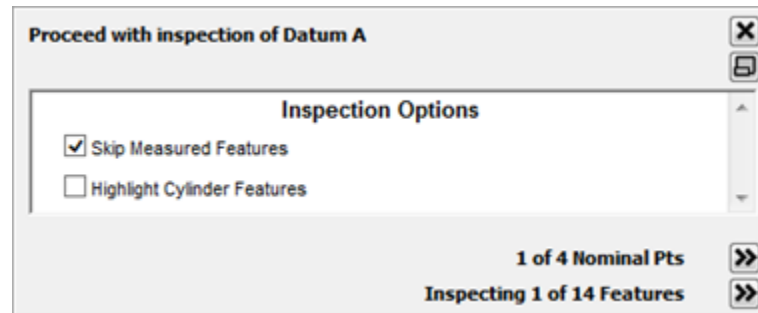 Proceed with inspection of Datum A
Inspection Options
Skip Measured Features
Highlight Cylinder Features
1 of 4 Nominal Pts
Inspecting 1 of 14 Features